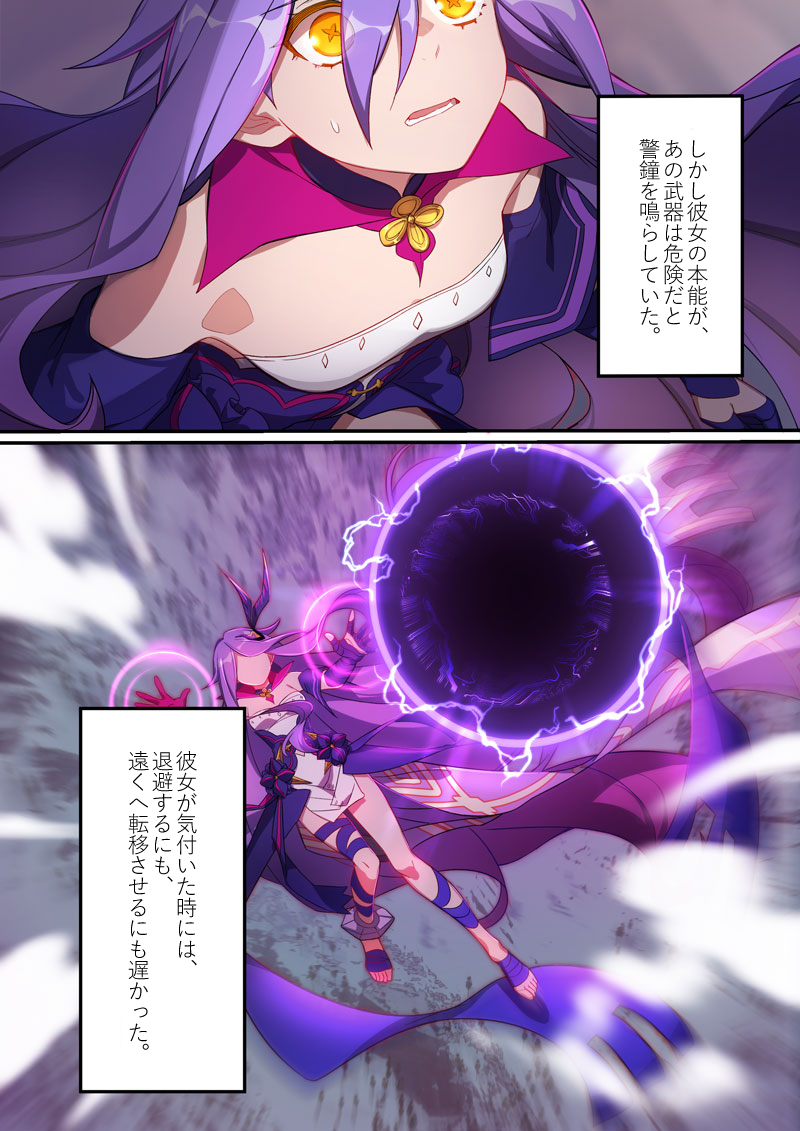 しかし彼女の本能が、
あの武器は危険だと
警鐘を鳴らしていた。
彼女が気付いた時には、
退避するにも、
遠くへ転移させるにも遅かった。